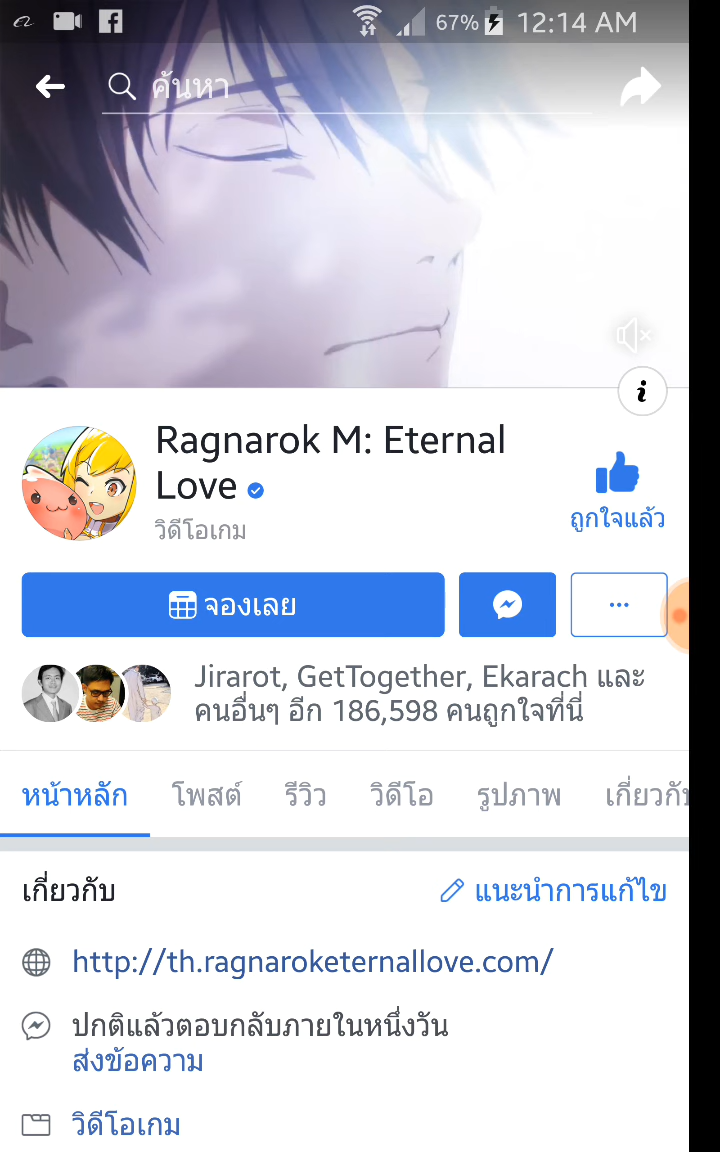 67% 12:14 AM
ค้นหา
Ragnarok M: Eternal
Love
วิดีโอเกม
ถูกใจแล้ว
จองเลย
Jirarot, GetTogether, Ekarach และ
คนอื่นๆ อีก 186,598 คนถูกใจที่นี่
หน้าหลัก โพสต์ รีวิว วิดีโอ รูปภาพ เกี่ยวกับ
เกี่ยวกับ แนะนำการแก้ไข
http://th.ragnaroketernallove.com/
ปกติแล้วตอบกลับภายในหนึ่งวัน
ส่งข้อความ
วิดีโอเกม